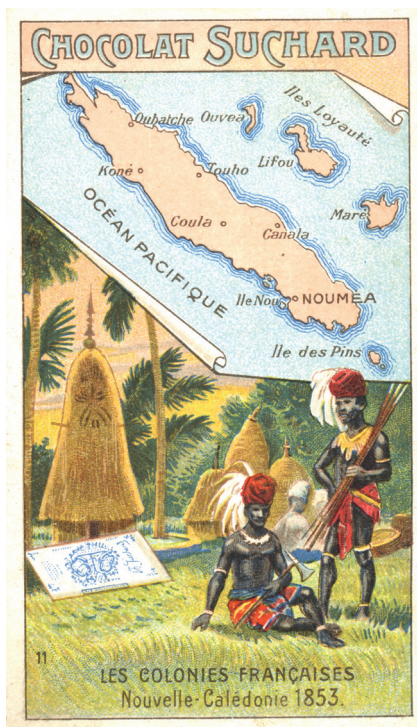 CHOCOLAT SUCHARD
Iles Loyauté
Oubatche Ouvea
Lifou
Koné
Touho
Maré
Coula
Canala
OCÉAN PACIFIQUE
Ile Nou
NOUMEA
Ile des Pins
11
LES COLONIES FRANÇAISES
Nouvelle-Calédonie 1853.